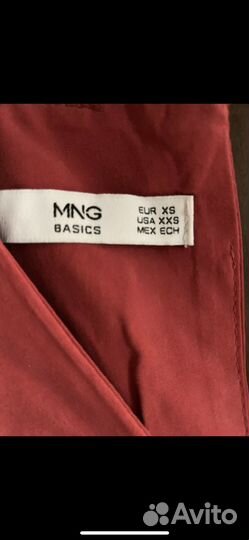 MNG
BASICS
EUR XS
USA XXS
MEX ECH
Avito